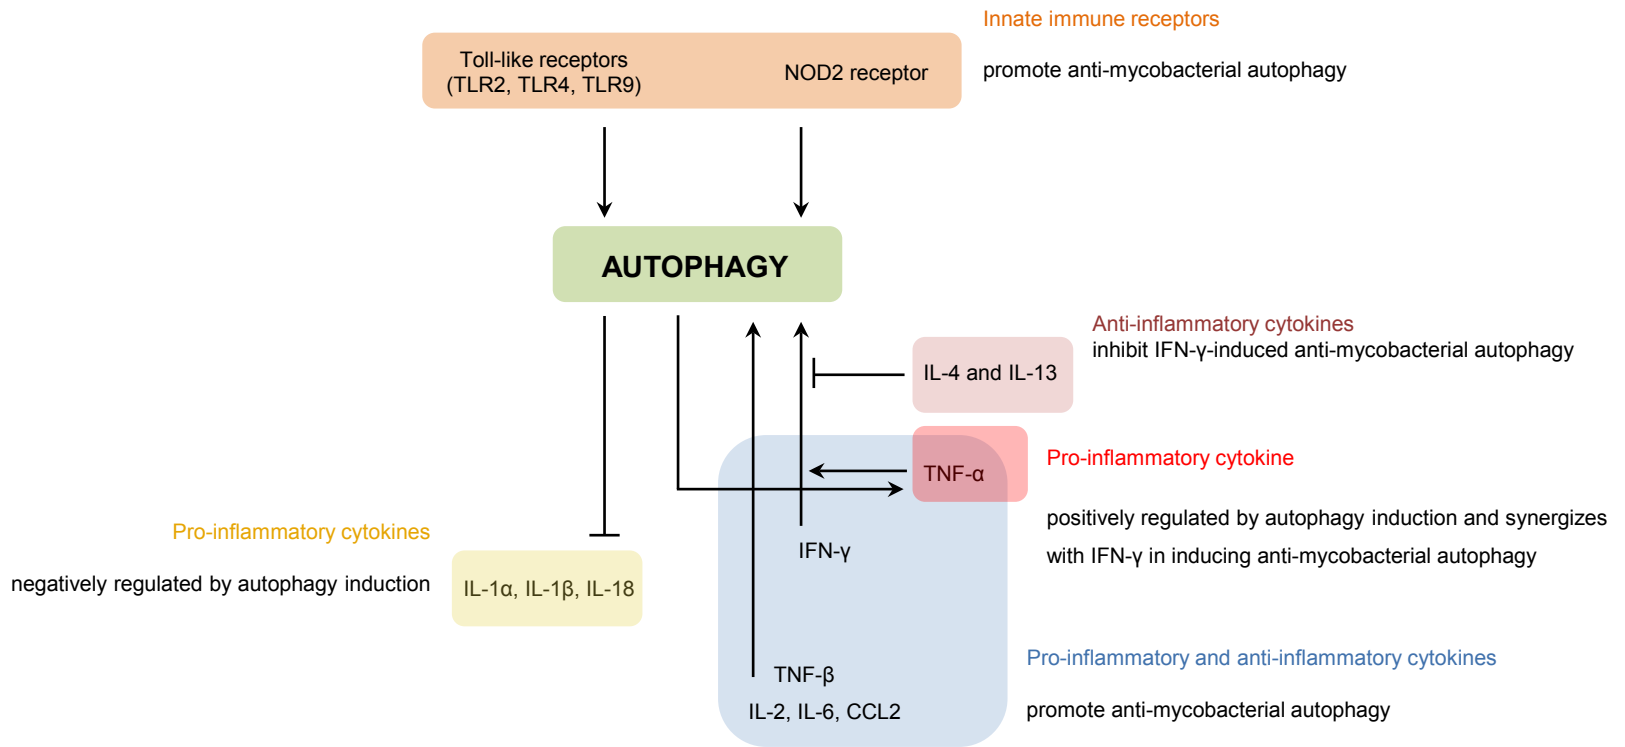 Innate immune receptors
Toll-like receptors
(TLR2, TLR4, TLR9)
NOD2 receptor
promote anti-mycobacterial autophagy
AUTOPHAGY
Anti-inflammatory cytokines
inhibit IFN-γ-induced anti-mycobacterial autophagy
IL-4 and IL-13
TNF-α
Pro-inflammatory cytokine
positively regulated by autophagy induction and synergizes
with IFN-γ in inducing anti-mycobacterial autophagy
IFN-γ
Pro-inflammatory cytokines
negatively regulated by autophagy induction
IL-1α, IL-1β, IL-18
TNF-β
IL-2, IL-6, CCL2
Pro-inflammatory and anti-inflammatory cytokines
promote anti-mycobacterial autophagy